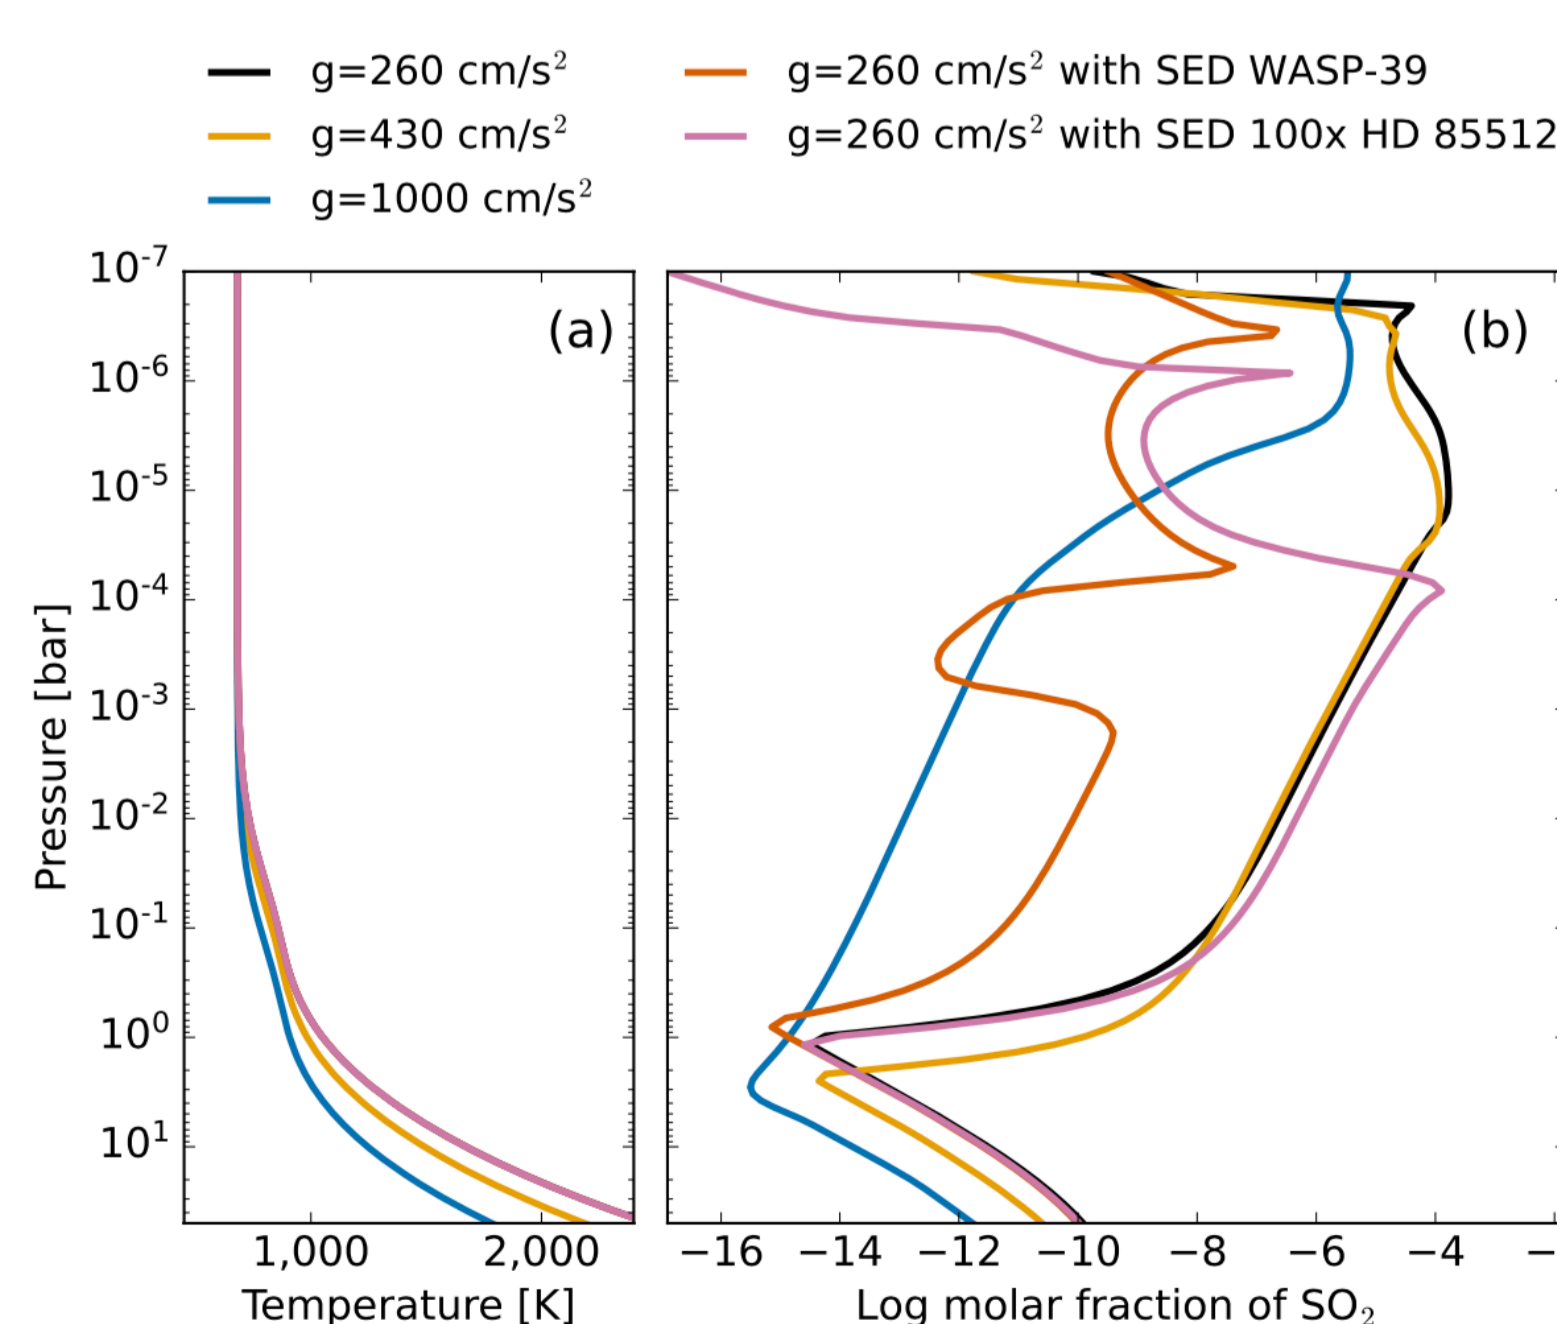 g=260 cm/s²
g=260 cm/s² with SED WASP-39
g=430 cm/s²
g=260 cm/s² with SED 100x HD 85512
g=1000 cm/s²
10⁻⁷
10⁻⁶
10⁻⁵
10⁻⁴
10⁻³
10⁻²
10⁻¹
10⁰
10¹
Pressure [bar]
(a)
(b)
1,000
2,000
−16
−14
−12
−10
−8
−6
−4
−
Temperature [K]
Log molar fraction of SO₂